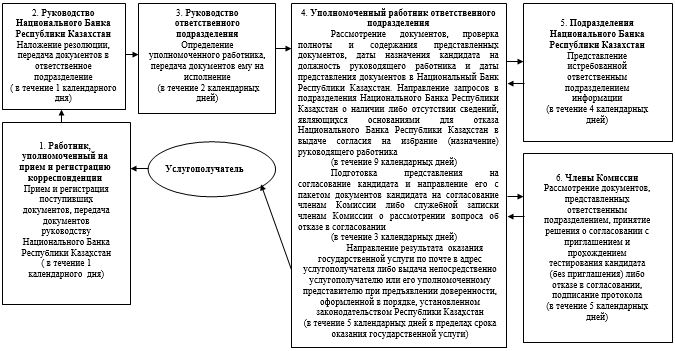 2. Руководство
Национального Банка
Республики Казахстан
Наложение резолюции,
передача документов в
ответственное
подразделение
( в течение 1 календарного
дня)
3. Руководство
ответственного
подразделения
Определение
уполномоченного работника,
передача документов ему на
исполнение
(в течение 2 календарных
дней)
4. Уполномоченный работник ответственного
подразделения
Рассмотрение документов, проверка
полноты и содержания представленных
документов, даты назначения кандидата на
должность руководящего работника и даты
представления документов в Национальный Банк
Республики Казахстан. Направление запросов в
подразделения Национального Банка Республики
Казахстан о наличии либо отсутствии сведений,
являющихся основаниями для отказа
Национального Банка Республики Казахстан в
выдаче согласия на избрание (назначение)
руководящего работника
(в течение 9 календарных дней)
Подготовка представления на
согласование кандидата и направление его с
пакетом документов кандидата на согласование
членам Комиссии либо служебной записки
членам Комиссии о рассмотрении вопроса об
отказе в согласовании
(в течение 3 календарных дней)
Направление результата оказания
государственной услуги по почте в адрес
услугополучателя либо выдача непосредственно
услугополучателю или его уполномоченному
представителю при предъявлении доверенности,
оформленной в порядке, установленном
законодательством Республики Казахстан
(в течение 5 календарных дней в пределах срока
оказания государственной услуги)
5. Подразделения
Национального Банка
Республики Казахстан
Представление
истребованной
ответственным
подразделением
информации
(в течение 4 календарных
дней)
1. Работник,
уполномоченный на
прием и регистрацию
корреспонденции
Прием и регистрация
поступивших
документов, передача
документов
руководству
Национального Банка
Республики Казахстан
( в течение 1
календарного дня)
Услугополучатель
6. Члены Комиссии
Рассмотрение документов,
представленных
ответственным
подразделением, принятие
решения о согласовании с
приглашением и
прохождением
тестирования кандидата
(без приглашения) либо
отказе в согласовании,
подписание протокола
(в течение 5 календарных
дней)